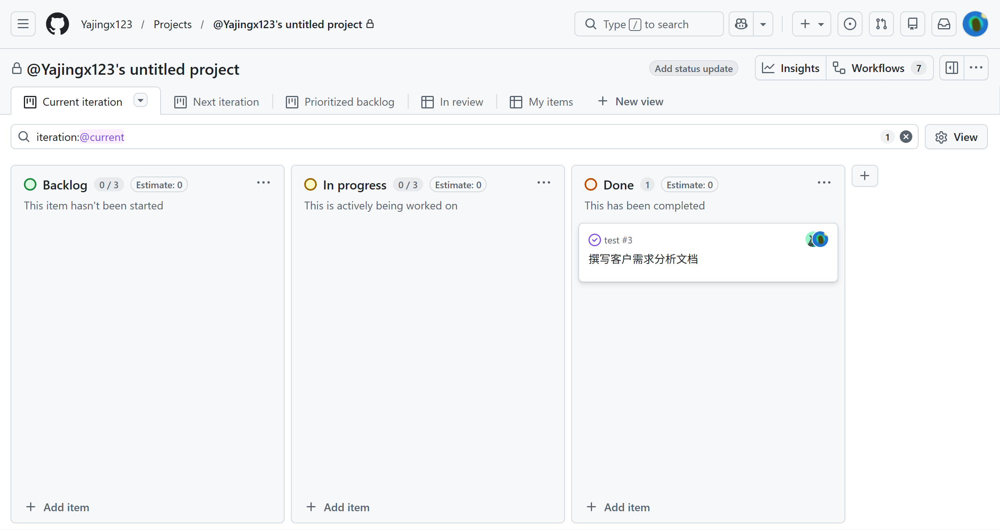 Yajingx123 / Projects / @Yajingx123's untitled project
Type / to search
@Yajingx123's untitled project
Add status update
Insights
Workflows 7
Current iteration
Next iteration
Prioritized backlog
In review
My items
New view
iteration:@current
1
View
Backlog 0 / 3 Estimate: 0
This item hasn't been started
Add item
In progress 0 / 3 Estimate: 0
This is actively being worked on
Add item
Done 1 Estimate: 0
This has been completed
test #3
撰写客户需求分析文档
Add item